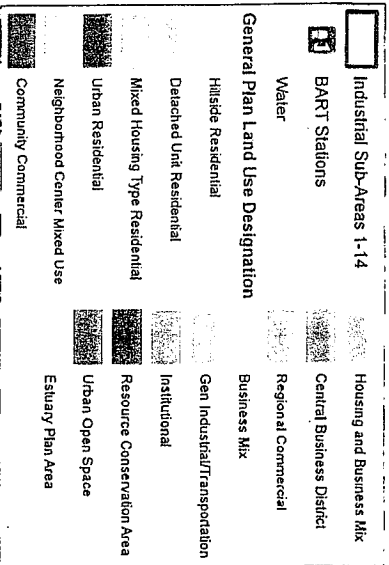 Industrial Sub-Areas 1-14
BART Stations
Water
General Plan Land Use Designation
Hillside Residential
Detached Unit Residential
Mixed Housing Type Residential
Urban Residential
Neighborhood Center Mixed Use
Community Commercial
Housing and Business Mix
Central Business District
Regional Commercial
Business Mix
Gen Industrial/Transportation
Institutional
Resource Conservation Area
Urban Open Space
Estuary Plan Area